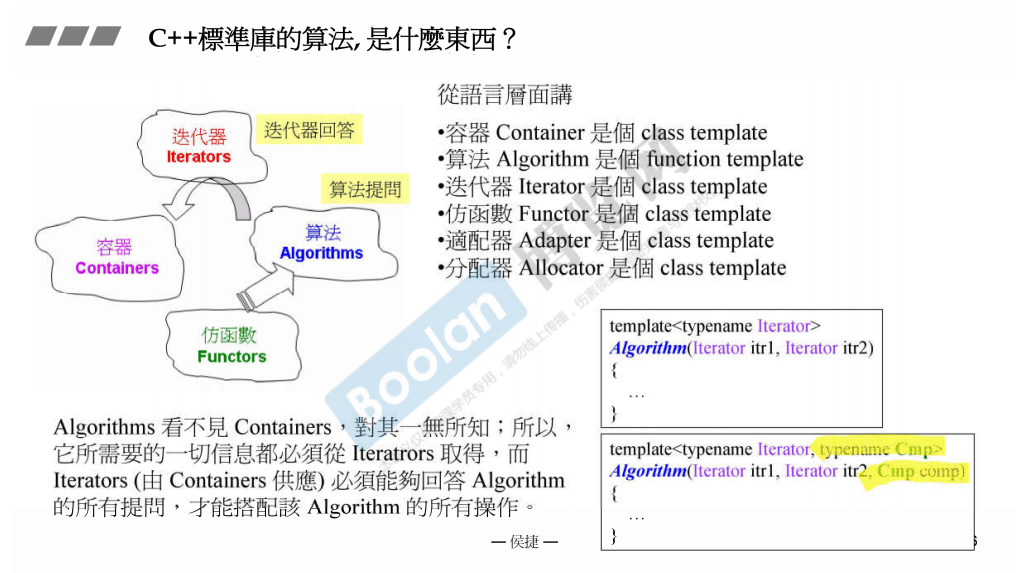 C++標準庫的算法, 是什麼東西？
迭代器
Iterators
迭代器回答
算法提問
容器
Containers
算法
Algorithms
仿函數
Functors
從語言層面講
•容器 Container 是個 class template
•算法 Algorithm 是個 function template
•迭代器 Iterator 是個 class template
•仿函數 Functor 是個 class template
•適配器 Adapter 是個 class template
•分配器 Allocator 是個 class template
Boolan 博览网
template<typename Iterator>
Algorithm(Iterator itr1, Iterator itr2)
{
…
}
template<typename Iterator, typename Cmp>
Algorithm(Iterator itr1, Iterator itr2, Cmp comp)
{
…
}
Algorithms 看不見 Containers，對其一無所知；所以，
它所需要的一切信息都必須從 Iteratrors 取得，而
Iterators (由 Containers 供應) 必須能夠回答 Algorithm
的所有提問，才能搭配該 Algorithm 的所有操作。
— 侯捷 —